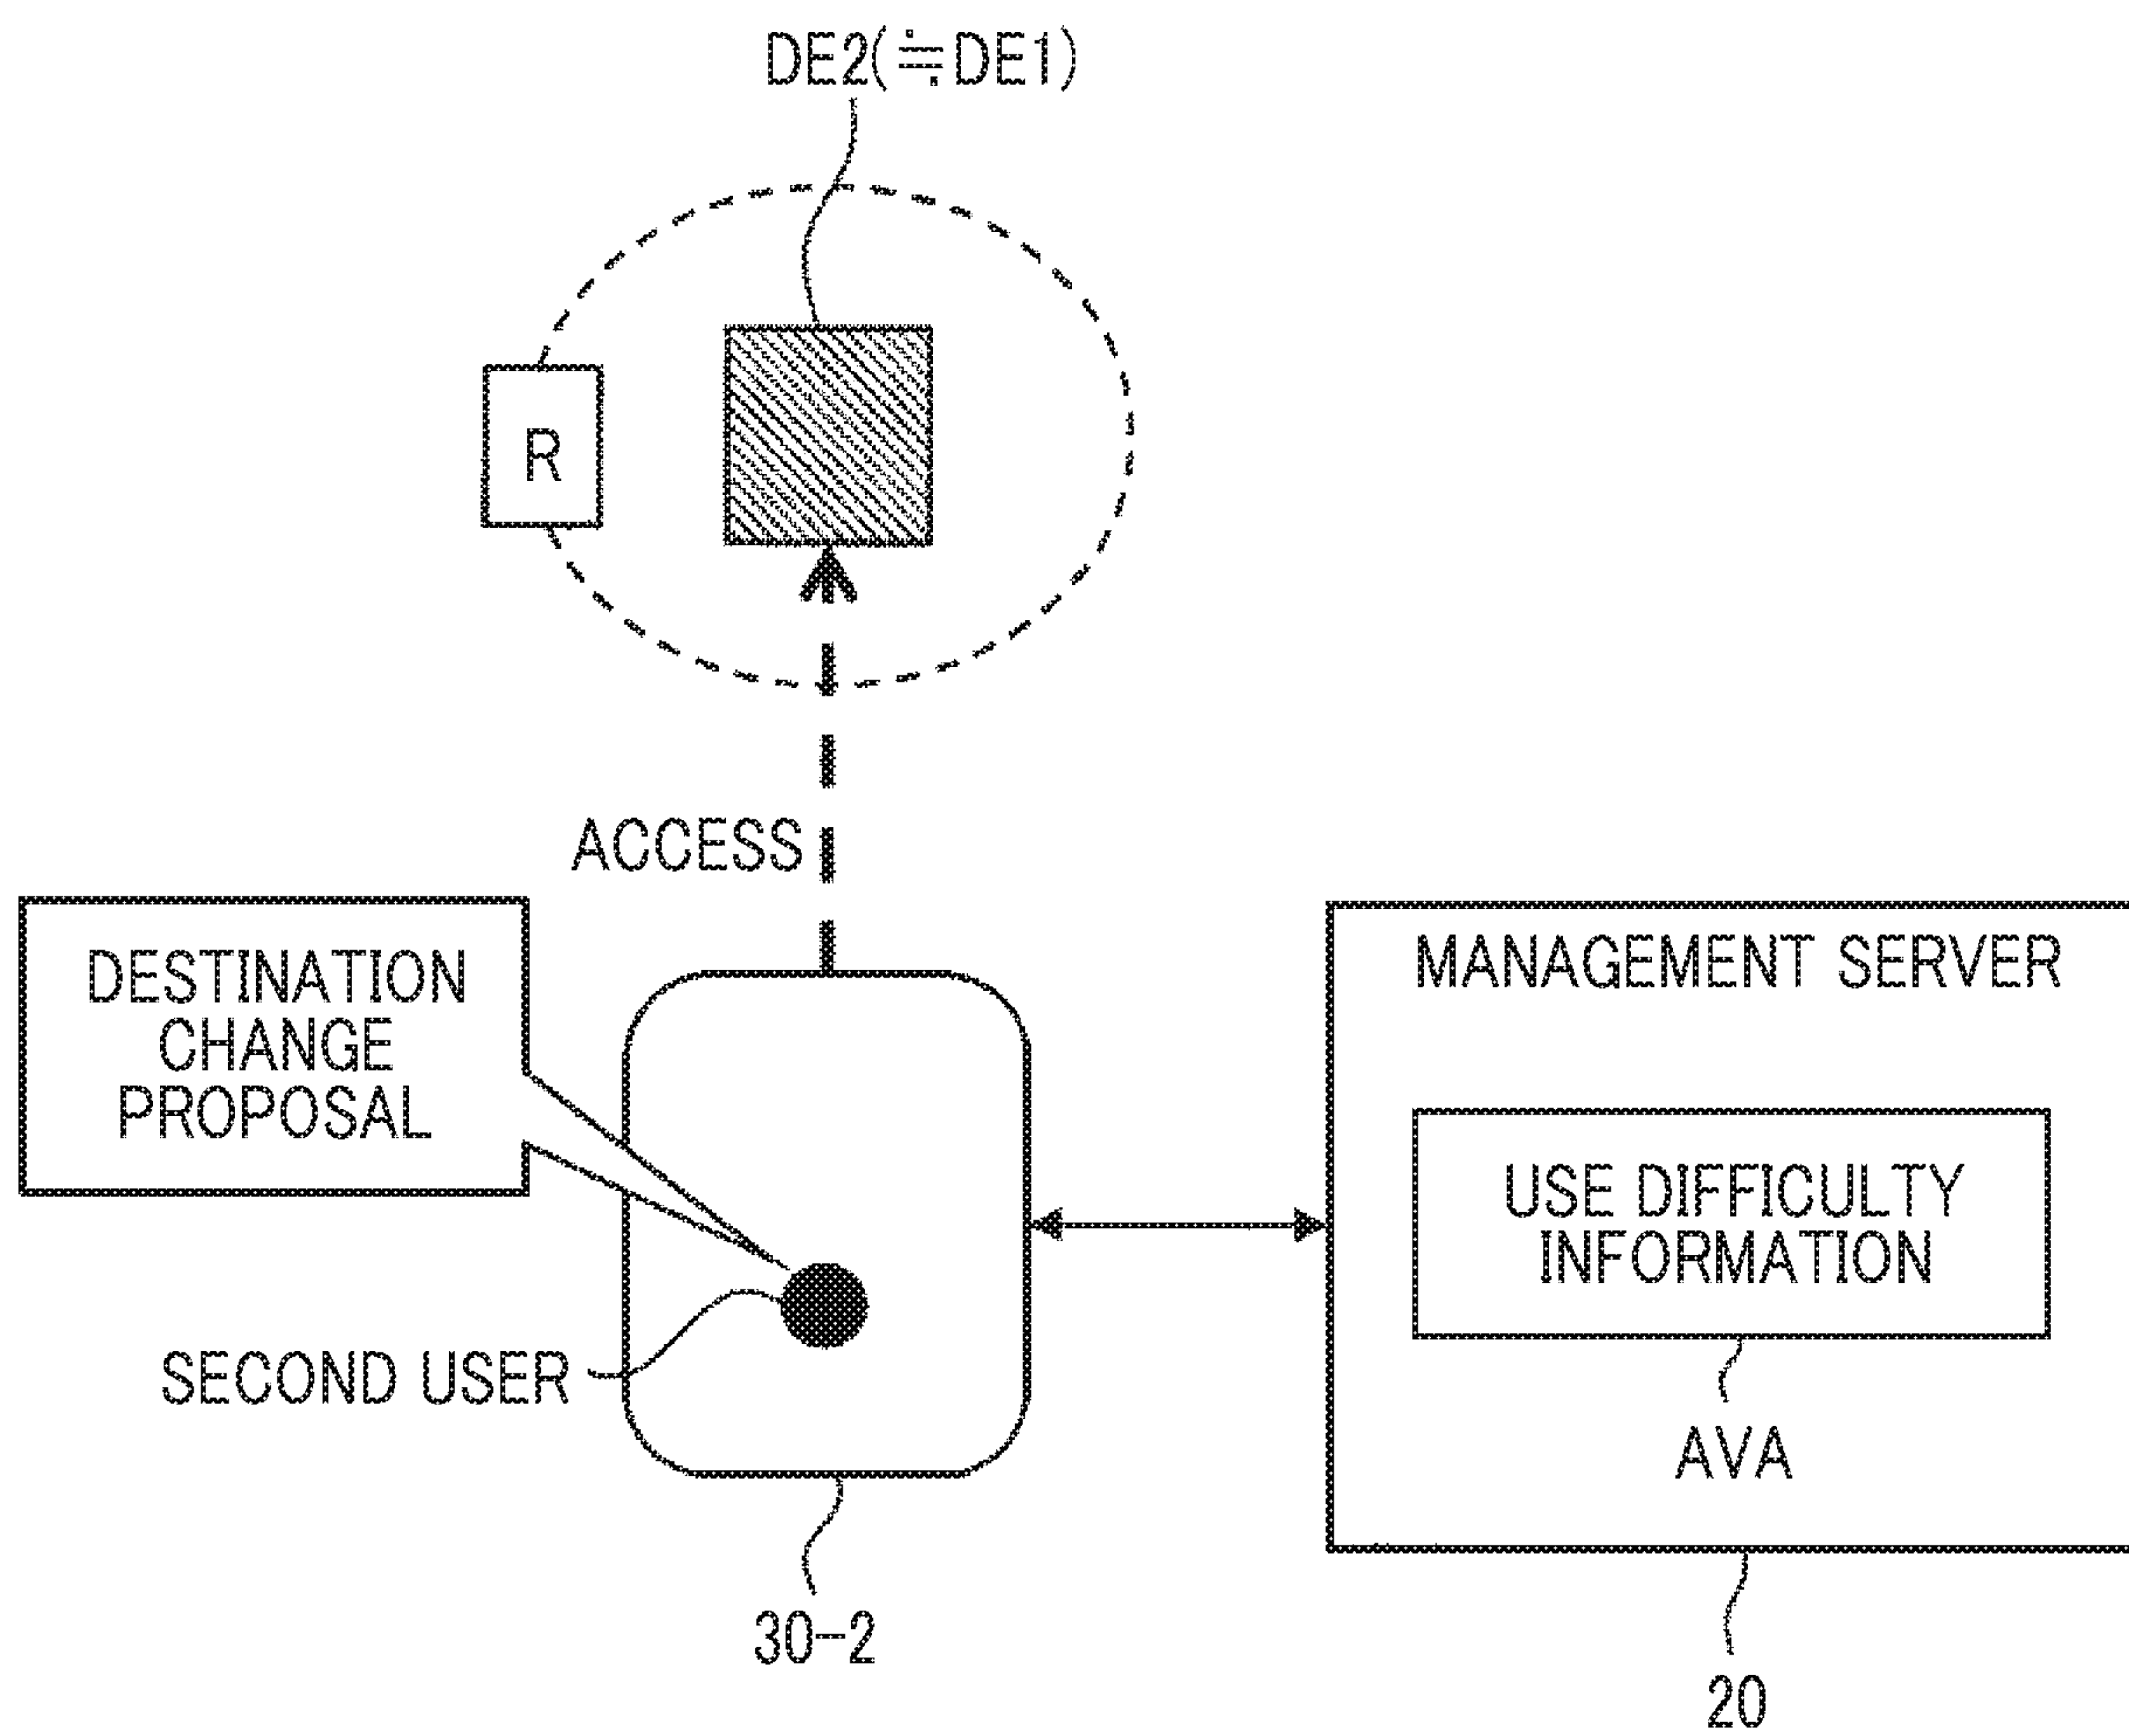 DE2(≒DE1)
R
ACCESS
DESTINATION
CHANGE
PROPOSAL
MANAGEMENT SERVER
USE DIFFICULTY
INFORMATION
SECOND USER
AVA
30-2
20